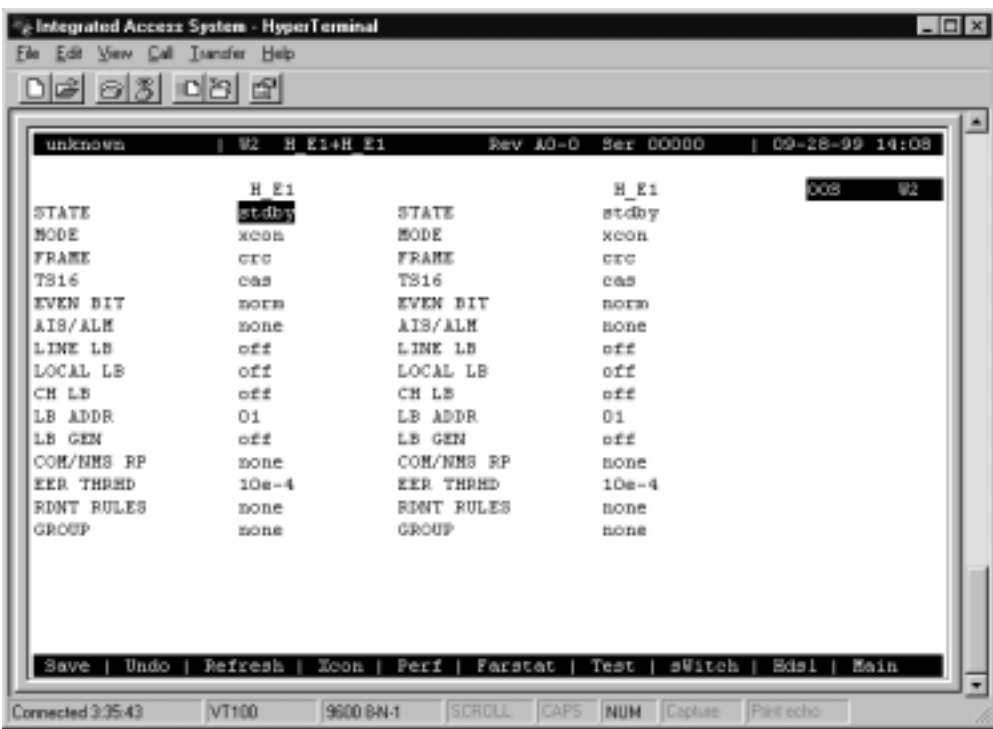 Integrated Access System - HyperTerminal
File Edit View Call Transfer Help
unknown | W2 H_E1+H_E1 Rev A0-0 Ser 00000 | 09-28-99 14:08
H_E1 H_E1 OOS W2
STATE stdby STATE stdby
MODE xcon MODE xcon
FRAME crc FRAME crc
TS16 cas TS16 cas
EVEN BIT norm EVEN BIT norm
AIS/ALM none AIS/ALM none
LINE LB off LINE LB off
LOCAL LB off LOCAL LB off
CH LB off CH LB off
LB ADDR 01 LB ADDR 01
LB GEN off LB GEN off
COM/NMS RP none COM/NMS RP none
EER THRHD 10e-4 EER THRHD 10e-4
RDNT RULES none RDNT RULES none
GROUP none GROUP none
Save | Undo | Refresh | Xcon | Perf | Farstat | Test | sWitch | Hdsl | Main
Connected 3:35:43 VT100 9600 8-N-1 SCROLL CAPS NUM Capture Print echo